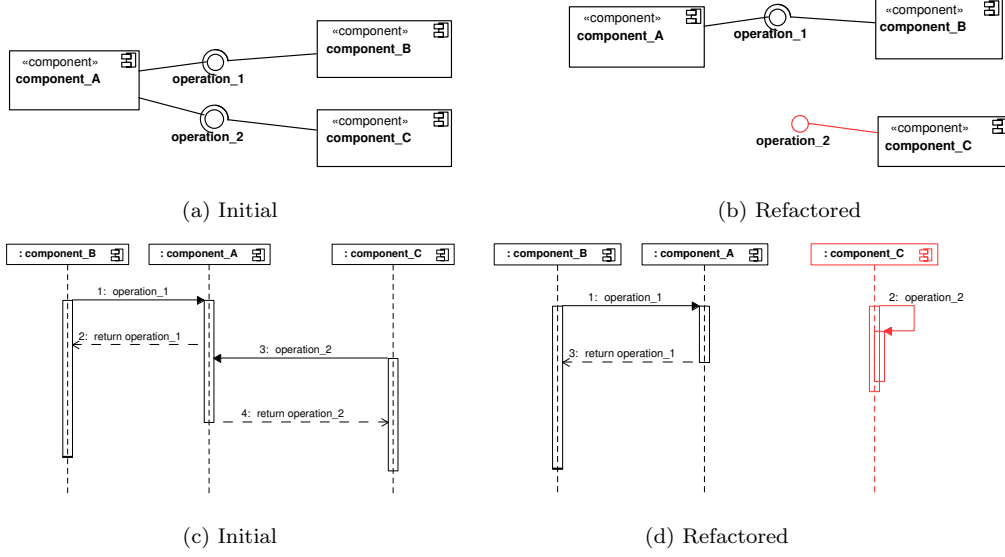 «component»
component_A
operation_1
«component»
component_B
operation_2
«component»
component_C
(a) Initial
«component»
component_A
operation_1
«component»
component_B
operation_2
«component»
component_C
(b) Refactored
: component_B
: component_A
: component_C
1: operation_1
2: return operation_1
3: operation_2
4: return operation_2
(c) Initial
: component_B
: component_A
: component_C
1: operation_1
2: operation_2
3: return operation_1
(d) Refactored